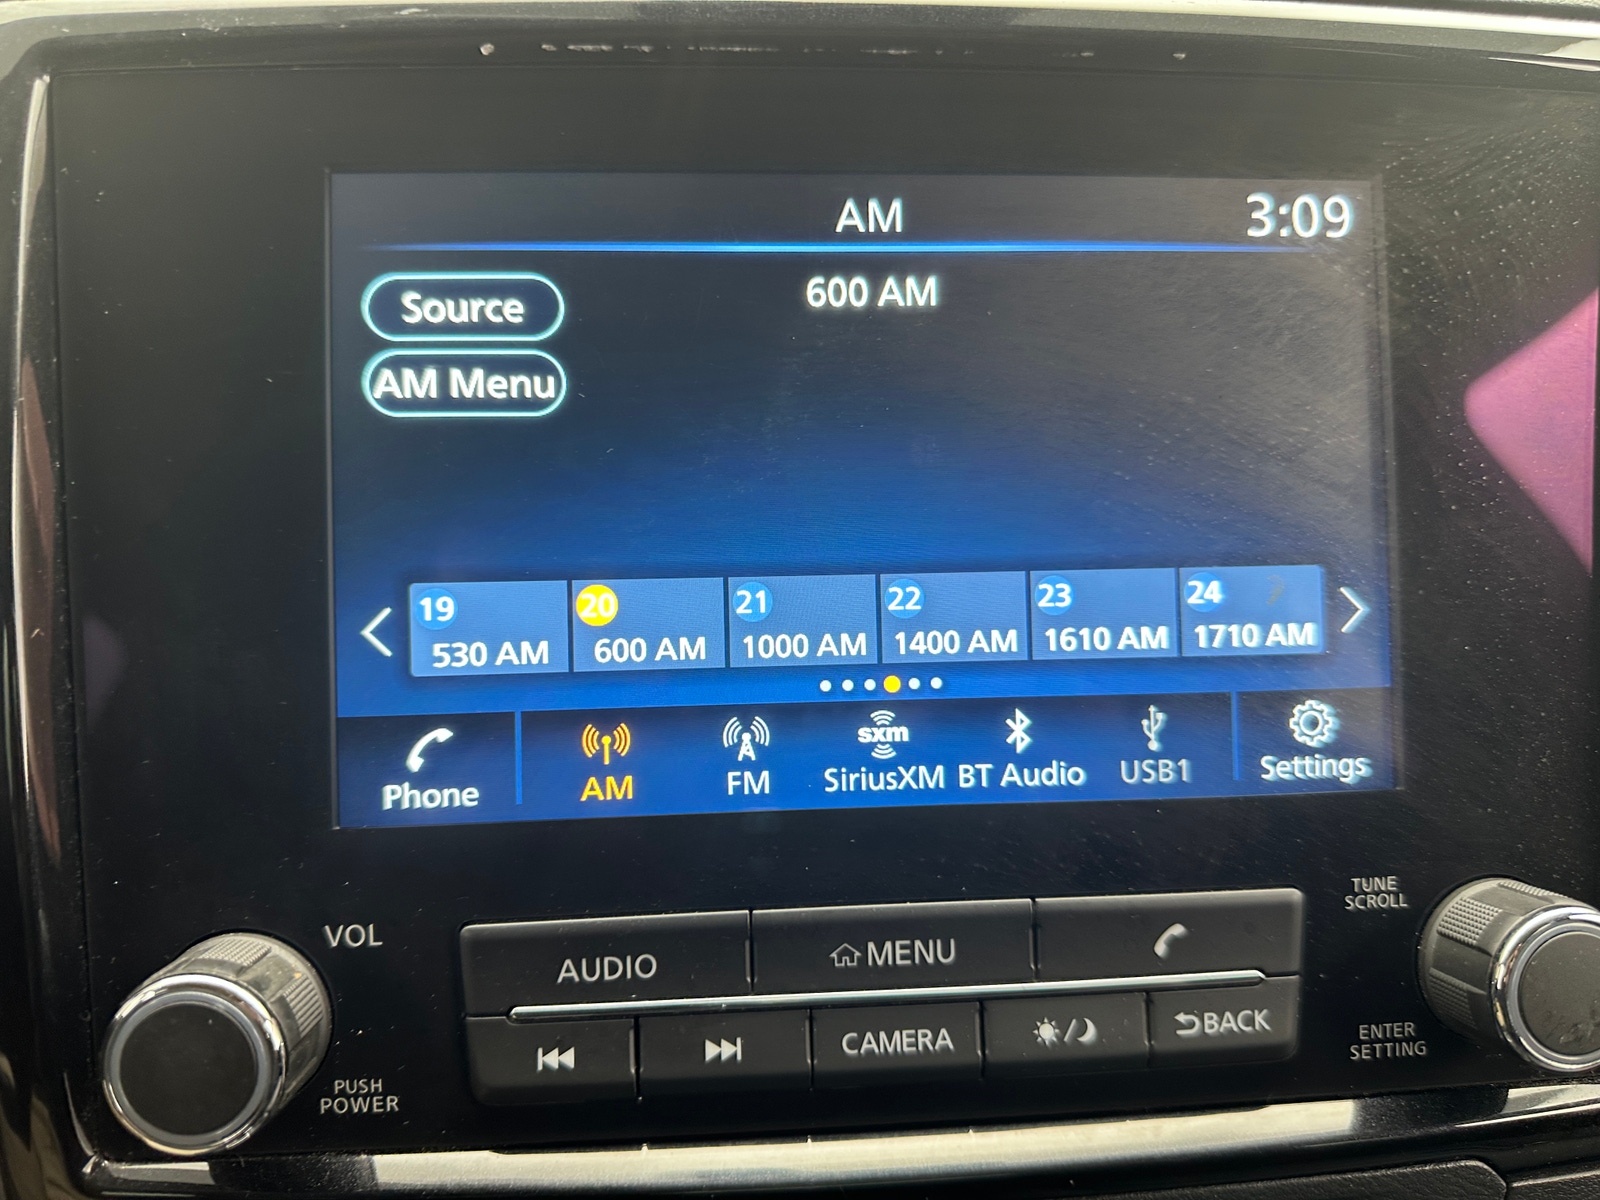 AM
3:09
Source
600 AM
AM Menu
19 20 21 22 23 24
530 AM 600 AM 1000 AM 1400 AM 1610 AM 1710 AM
sxm
Phone AM FM SiriusXM BT Audio USB1 Settings
VOL
TUNE
SCROLL
AUDIO MENU
CAMERA BACK
PUSH
POWER
ENTER
SETTING